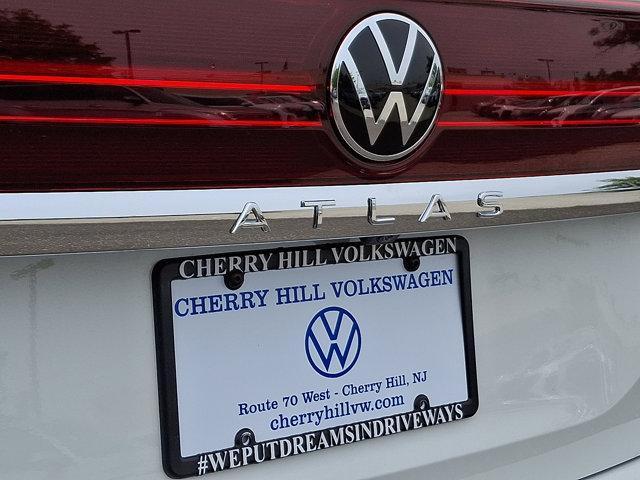 ATLAS
CHERRY HILL VOLKSWAGEN
CHERRY HILL VOLKSWAGEN
Route 70 West - Cherry Hill, NJ
cherryhillvw.com
#WEPUTDREAMSINDRIVEWAYS